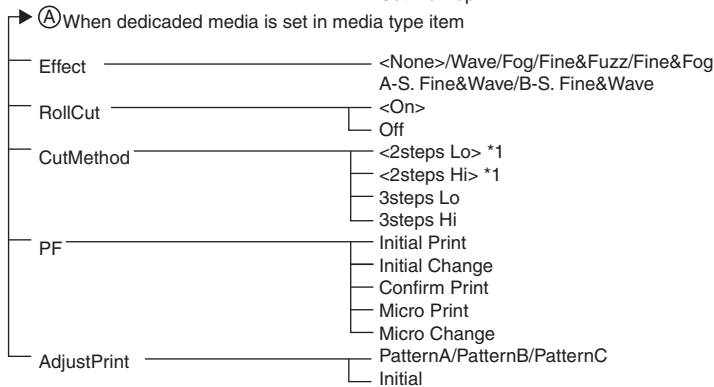 Ⓐ When dedicaded media is set in media type item
Effect <None>/Wave/Fog/Fine&Fuzz/Fine&Fog
A-S. Fine&Wave/B-S. Fine&Wave
RollCut <On>
Off
CutMethod <2steps Lo> *1
<2steps Hi> *1
3steps Lo
3steps Hi
PF Initial Print
Initial Change
Confirm Print
Micro Print
Micro Change
AdjustPrint PatternA/PatternB/PatternC
Initial